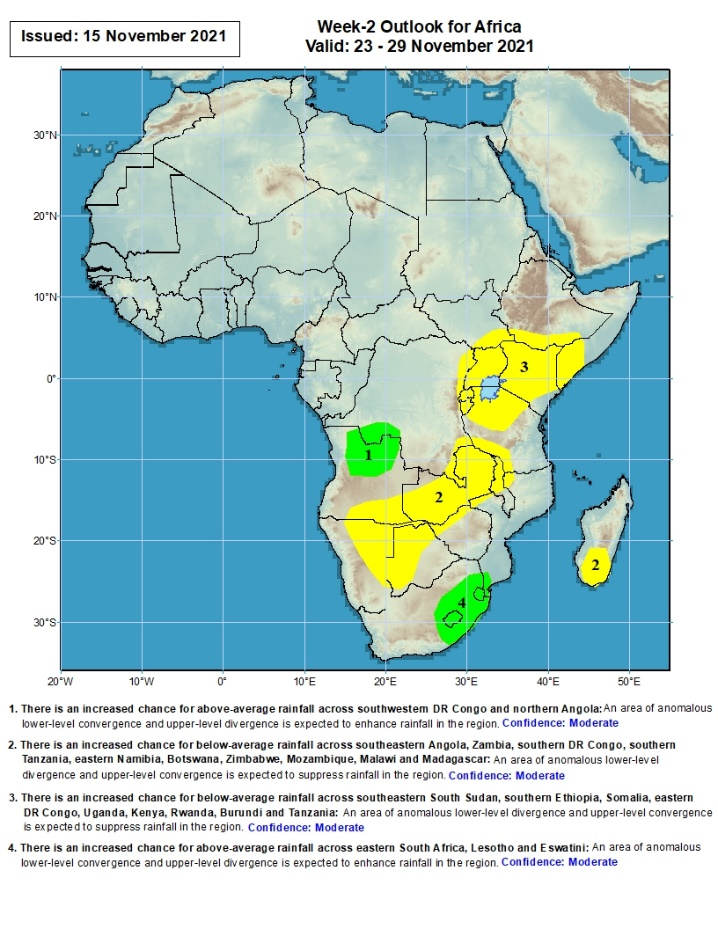 Issued: 15 November 2021
Week-2 Outlook for Africa
Valid: 23 - 29 November 2021
30°N
20°N
10°N
0°
10°S
20°S
30°S
3
1
2
2
4
20°W
10°W
0°
10°E
20°E
30°E
40°E
50°E
1. There is an increased chance for above-average rainfall across southwestern DR Congo and northern Angola: An area of anomalous
lower-level convergence and upper-level divergence is expected to enhance rainfall in the region. Confidence: Moderate
2. There is an increased chance for below-average rainfall across southeastern Angola, Zambia, southern DR Congo, southern
Tanzania, eastern Namibia, Botswana, Zimbabwe, Mozambique, Malawi and Madagascar: An area of anomalous lower-level
divergence and upper-level convergence is expected to suppress rainfall in the region. Confidence: Moderate
3. There is an increased chance for below-average rainfall across southeastern South Sudan, southern Ethiopia, Somalia, eastern
DR Congo, Uganda, Kenya, Rwanda, Burundi and Tanzania: An area of anomalous lower-level divergence and upper-level convergence
is expected to suppress rainfall in the region. Confidence: Moderate
4. There is an increased chance for above-average rainfall across eastern South Africa, Lesotho and Eswatini: An area of anomalous
lower-level convergence and upper-level divergence is expected to enhance rainfall in the region. Confidence: Moderate